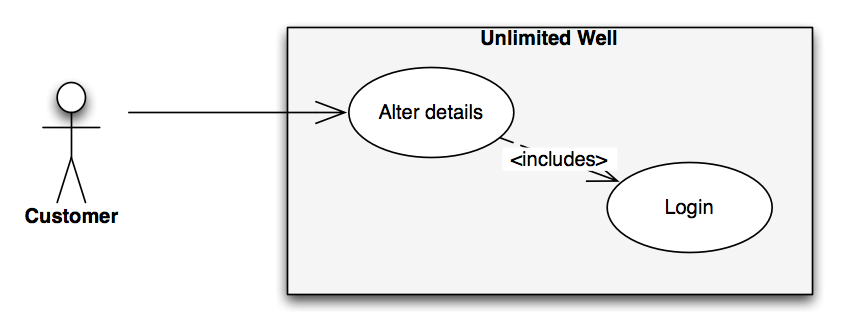 Unlimited Well
Alter details
<includes>
Login
Customer